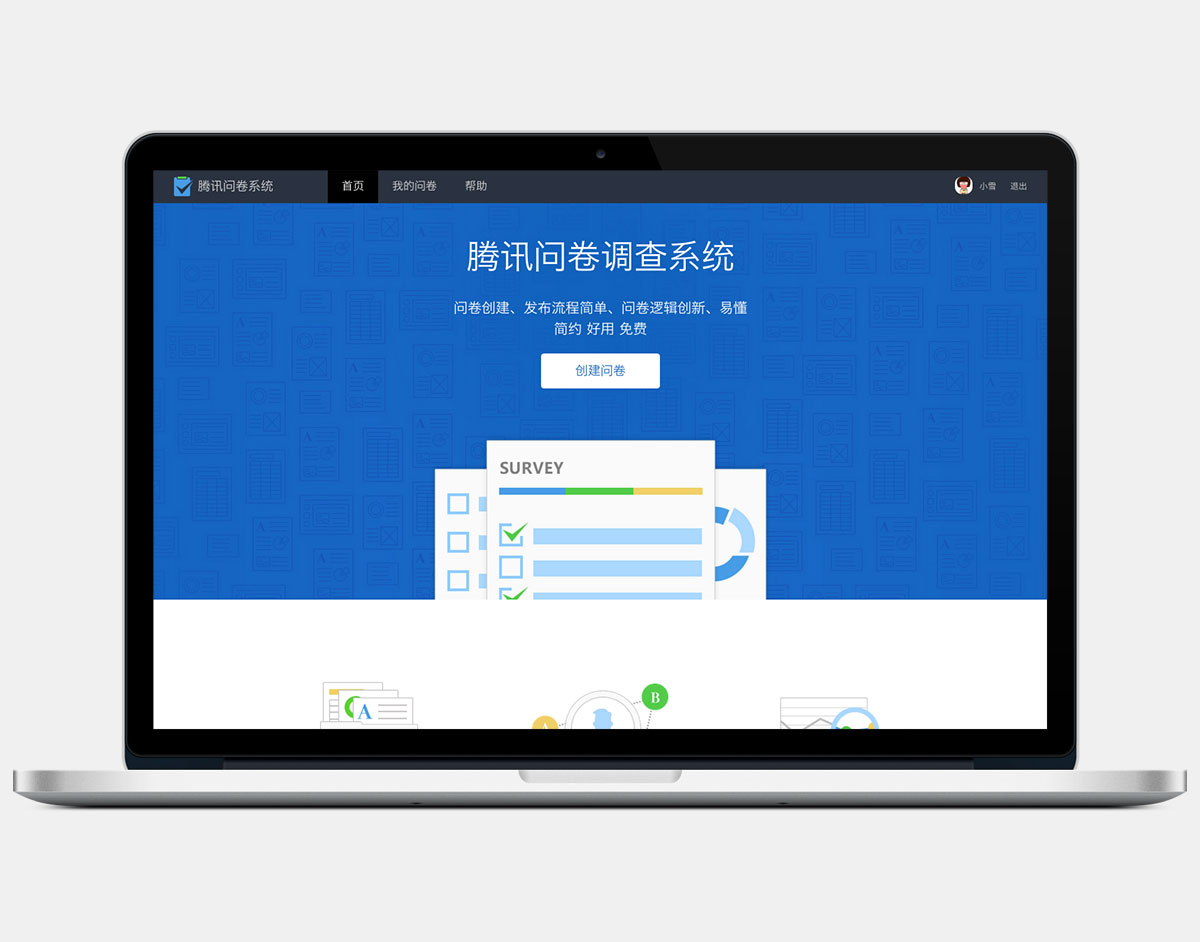 腾讯问卷系统
首页
我的问卷
帮助
小雪
退出
腾讯问卷调查系统
问卷创建、发布流程简单、问卷逻辑创新、易懂
简约 好用 免费
创建问卷
SURVEY
A
B
A